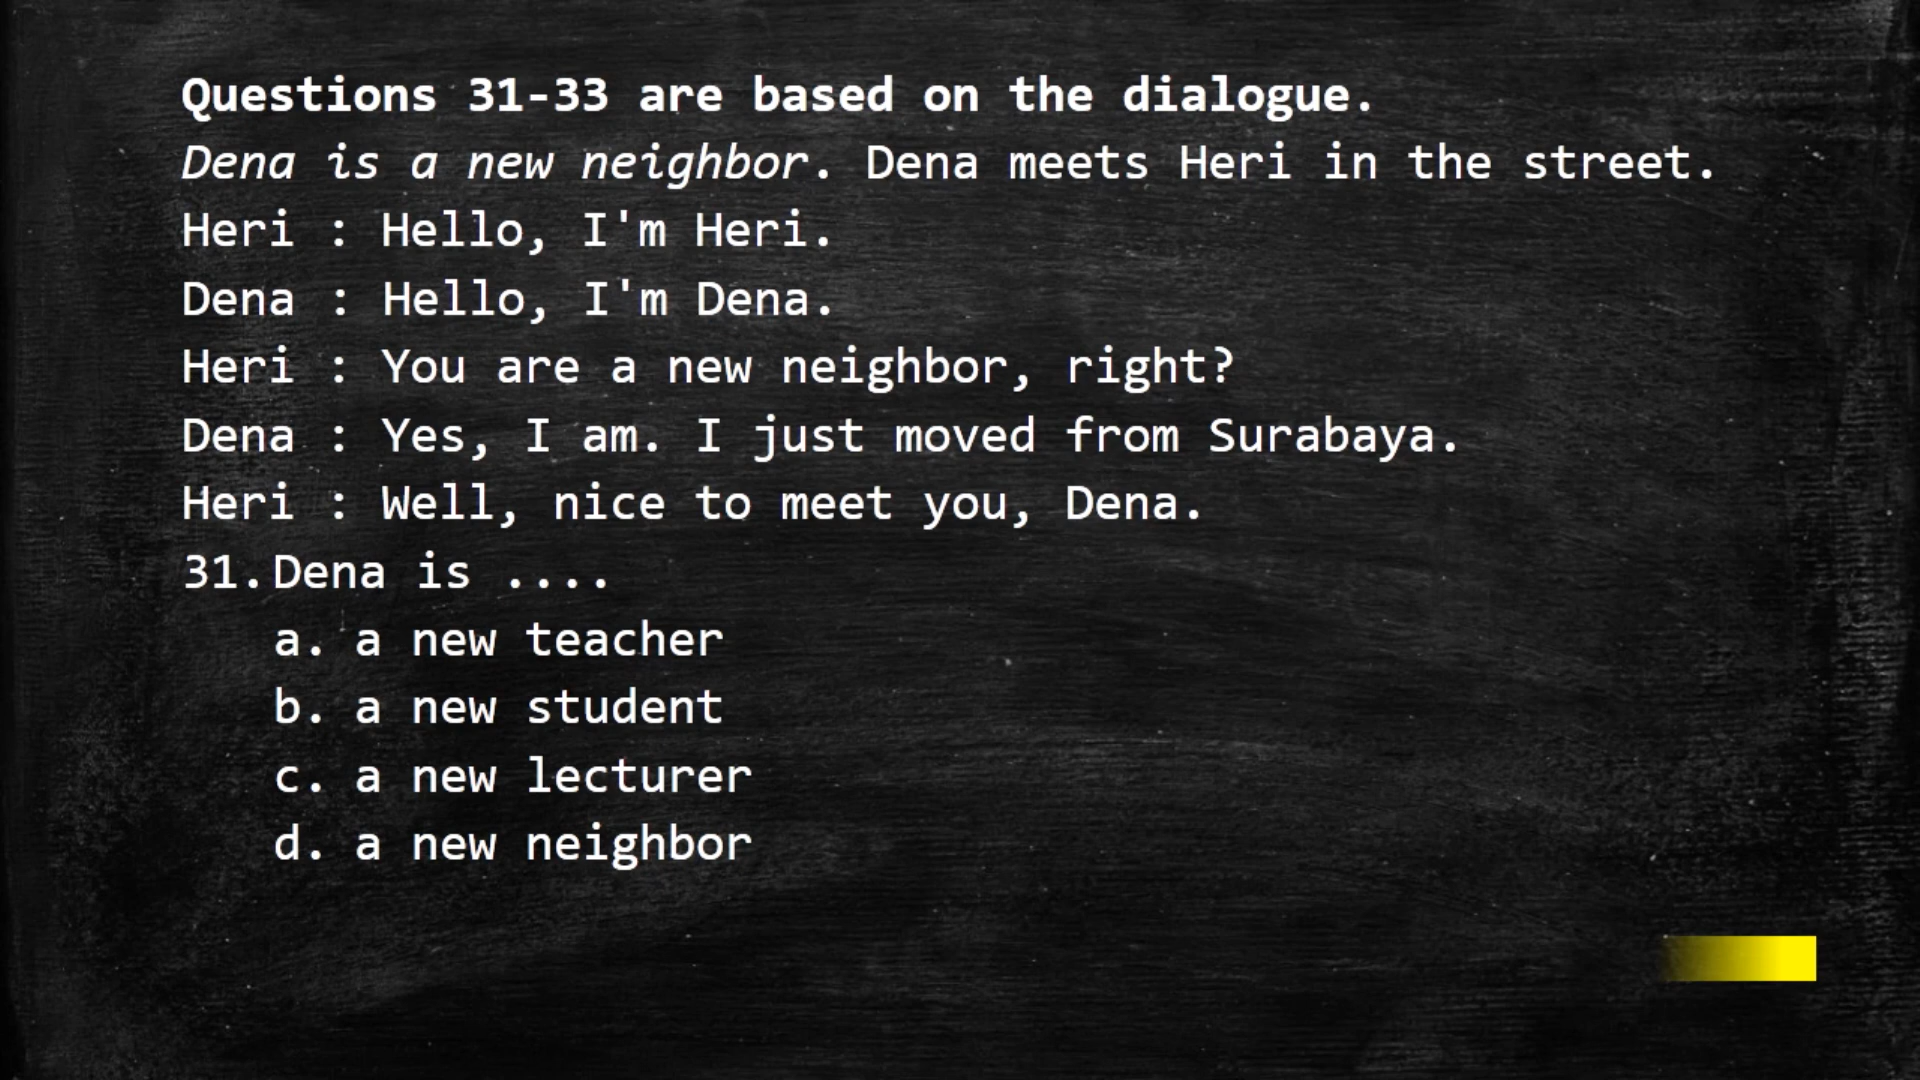 Questions 31-33 are based on the dialogue.
Dena is a new neighbor. Dena meets Heri in the street.
Heri : Hello, I'm Heri.
Dena : Hello, I'm Dena.
Heri : You are a new neighbor, right?
Dena : Yes, I am. I just moved from Surabaya.
Heri : Well, nice to meet you, Dena.
31. Dena is ....
a. a new teacher
b. a new student
c. a new lecturer
d. a new neighbor